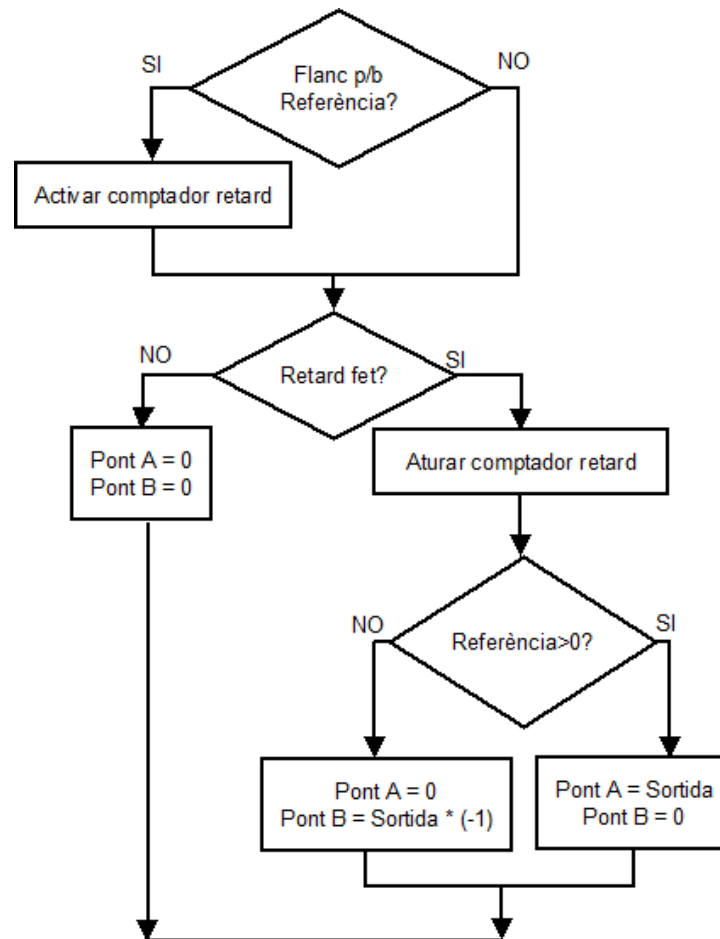 SI
NO
Flanc p/b
Referència?
Activar comptador retard
NO
SI
Retard fet?
Pont A = 0
Pont B = 0
Aturar comptador retard
NO
SI
Referència>0?
Pont A = 0
Pont B = Sortida * (-1)
Pont A = Sortida
Pont B = 0